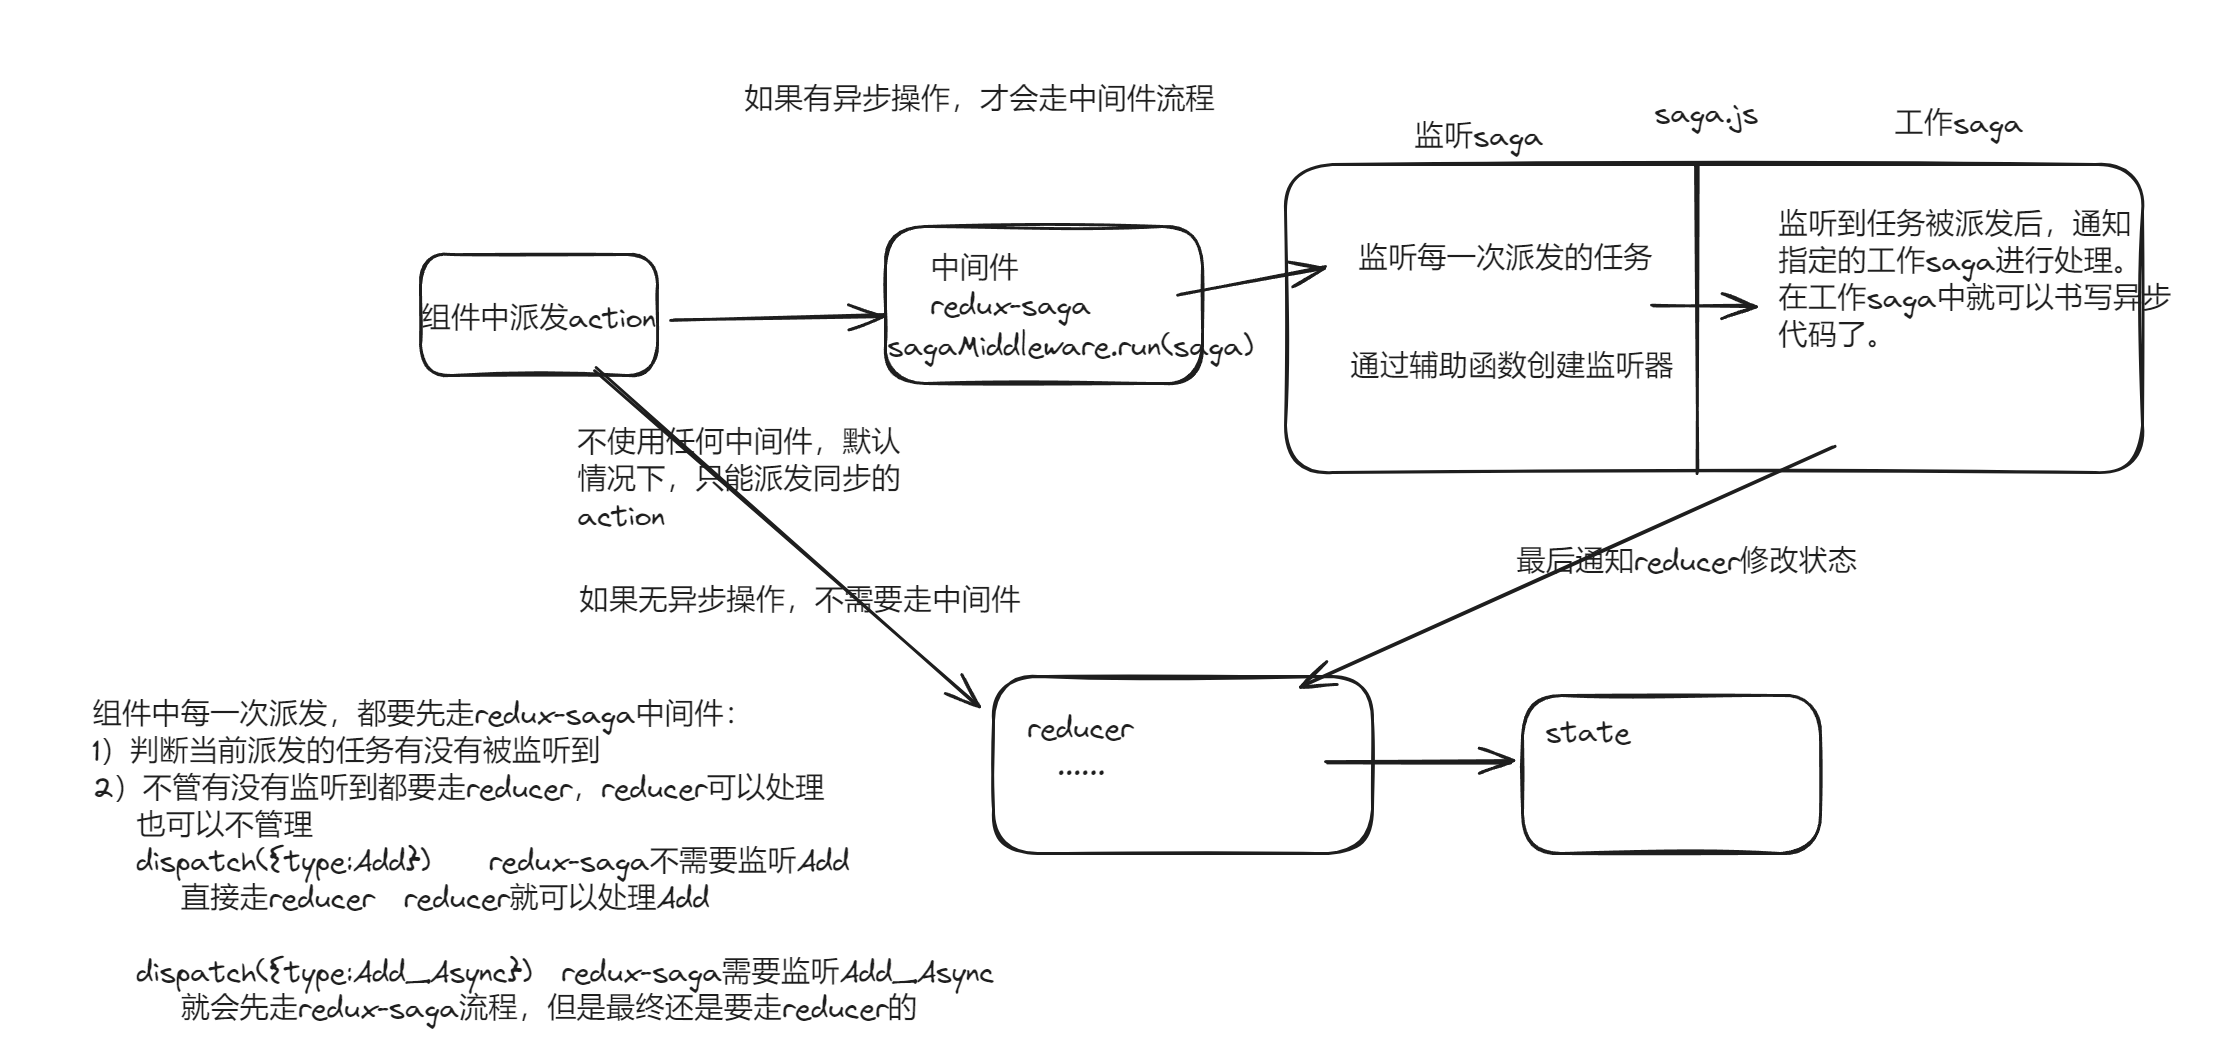 如果有异步操作，才会走中间件流程
监听saga
saga.js
工作saga
组件中派发action
中间件
redux-saga
sagaMiddleware.run(saga)
监听每一次派发的任务
通过辅助函数创建监听器
监听到任务被派发后，通知
指定的工作saga进行处理。
在工作saga中就可以书写异步
代码了。
不使用任何中间件，默认
情况下，只能派发同步的
action
如果无异步操作，不需要走中间件
最后通知reducer修改状态
reducer
......
state
组件中每一次派发，都要先走redux-saga中间件：
1）判断当前派发的任务有没有被监听到
2）不管有没有监听到都要走reducer，reducer可以处理
也可以不管理
dispatch({type:Add}) redux-saga不需要监听Add
直接走reducer reducer就可以处理Add
dispatch({type:Add_Async}) redux-saga需要监听Add_Async
就会先走redux-saga流程，但是最终还是要走reducer的